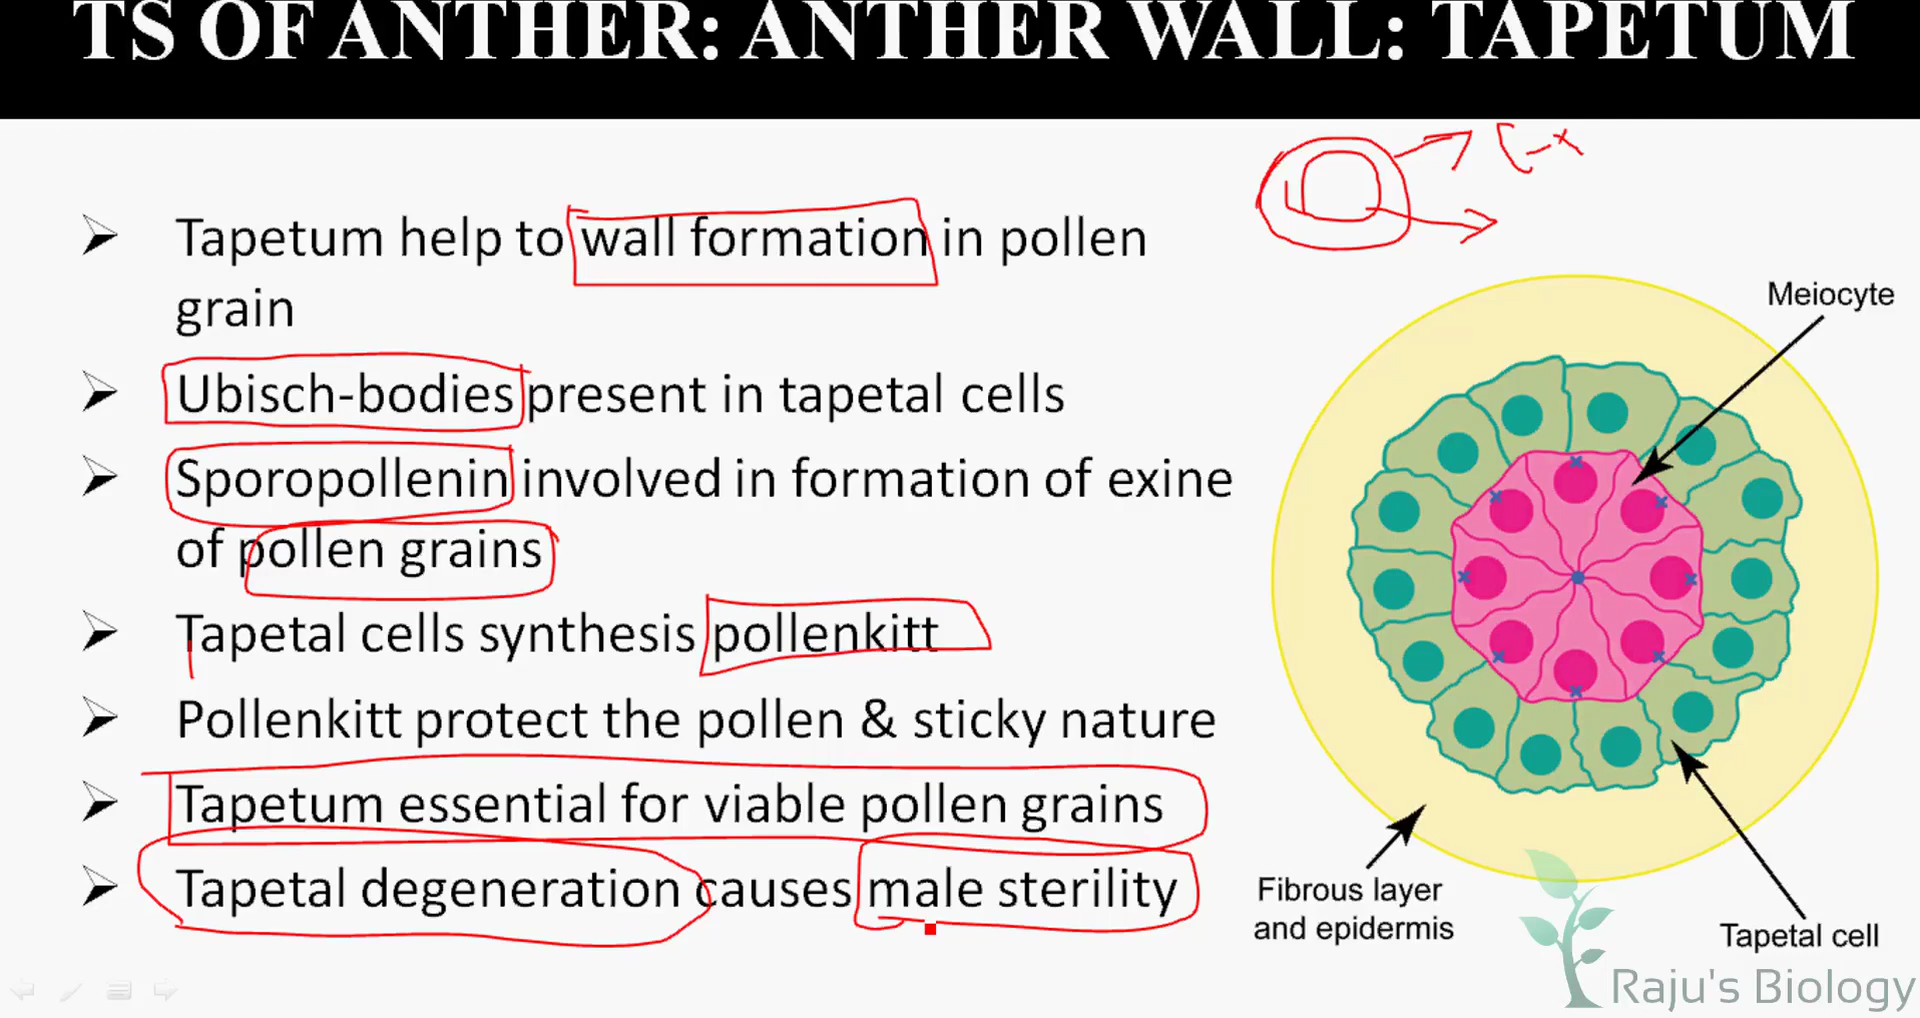 TS OF ANTHER: ANTHER WALL: TAPETUM
Ex
Tapetum help to wall formation in pollen
grain
Ubisch-bodies present in tapetal cells
Sporopollenin involved in formation of exine
of pollen grains
Tapetal cells synthesis pollenkitt
Pollenkitt protect the pollen & sticky nature
Tapetum essential for viable pollen grains
Tapetal degeneration causes male sterility
Meiocyte
Fibrous layer
and epidermis
Tapetal cell
Raju's Biology